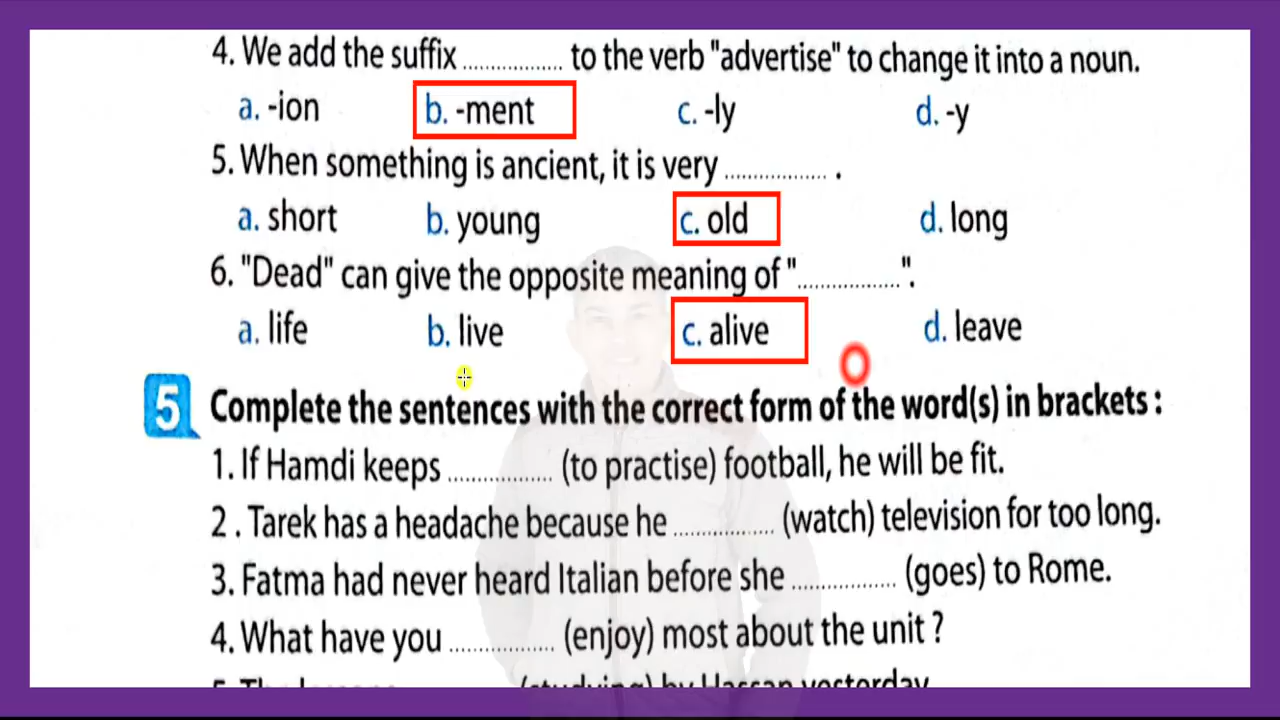 4. We add the suffix ................. to the verb "advertise" to change it into a noun.
a. -ion b. -ment c. -ly d. -y
5. When something is ancient, it is very ................. .
a. short b. young c. old d. long
6. "Dead" can give the opposite meaning of ".................".
a. life b. live c. alive d. leave
5 Complete the sentences with the correct form of the word(s) in brackets :
1. If Hamdi keeps ................. (to practise) football, he will be fit.
2 . Tarek has a headache because he ................. (watch) television for too long.
3. Fatma had never heard Italian before she ................. (goes) to Rome.
4. What have you ................. (enjoy) most about the unit ?
(studying) by Hassan yesterday